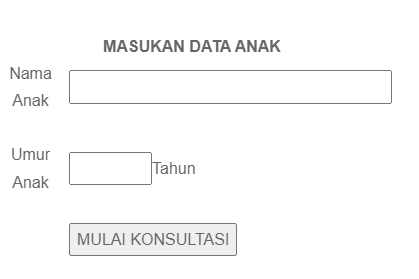 MASUKAN DATA ANAK
Nama
Anak
Umur
Anak
Tahun
MULAI KONSULTASI